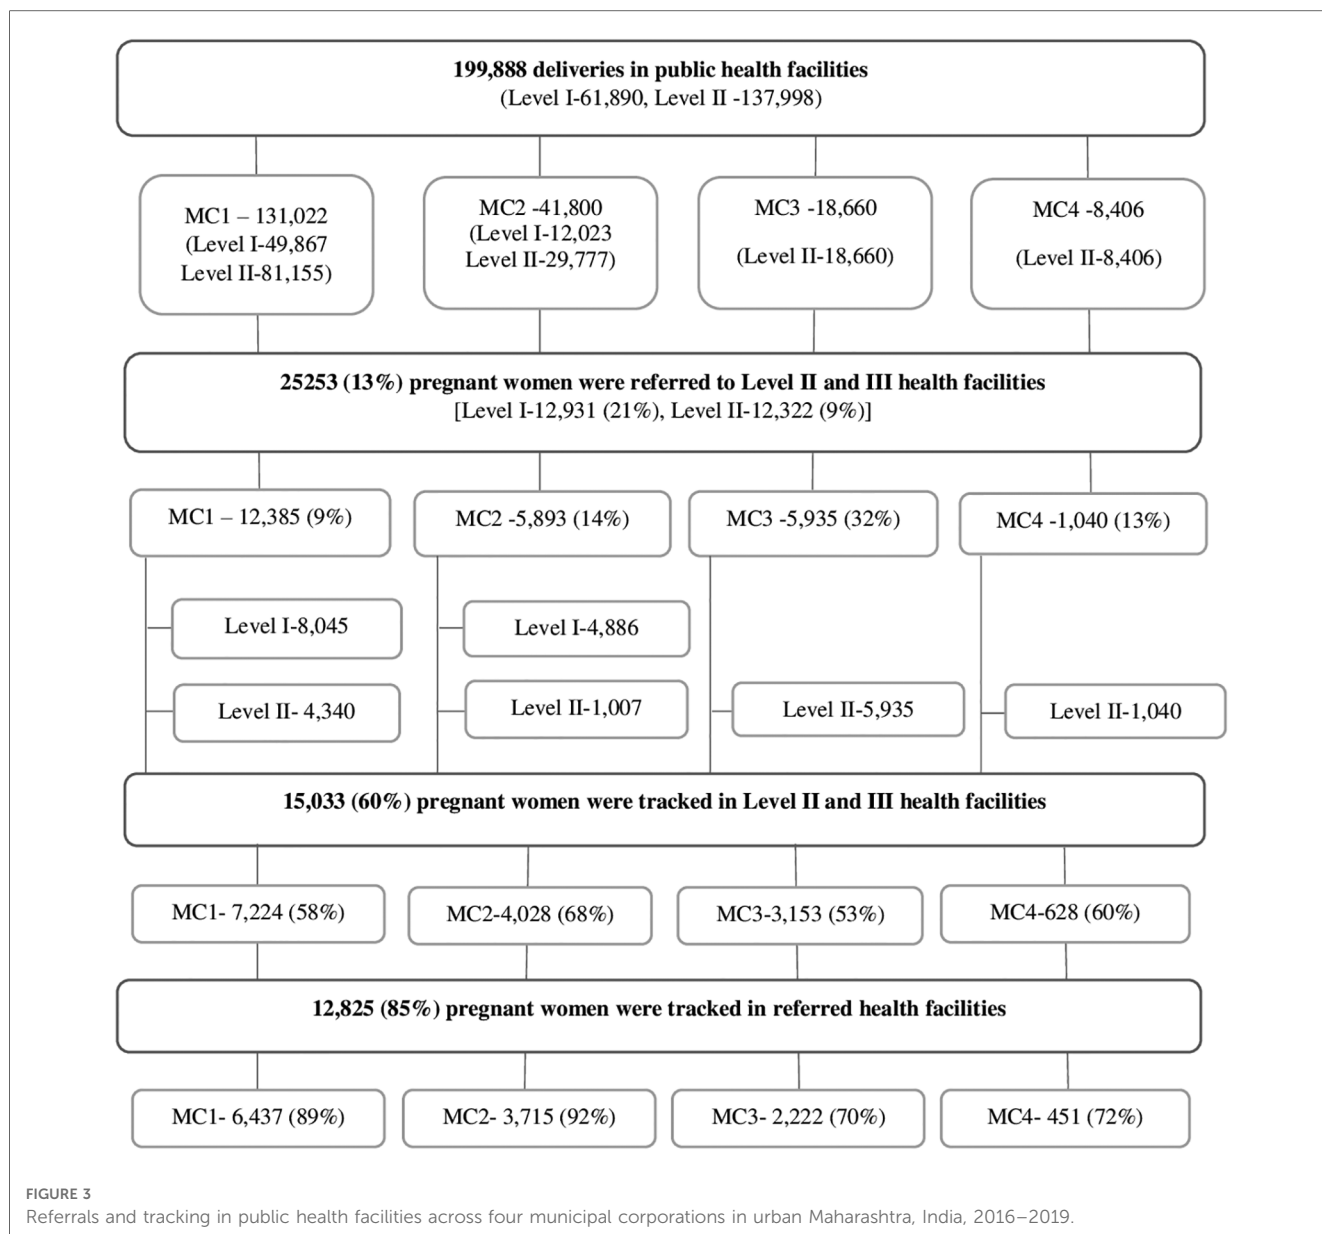 199,888 deliveries in public health facilities
(Level I-61,890, Level II -137,998)
MC1 – 131,022
(Level I-49,867
Level II-81,155)
MC2 -41,800
(Level I-12,023
Level II-29,777)
MC3 -18,660
(Level II-18,660)
MC4 -8,406
(Level II-8,406)
25253 (13%) pregnant women were referred to Level II and III health facilities
[Level I-12,931 (21%), Level II-12,322 (9%)]
MC1 – 12,385 (9%)
MC2 -5,893 (14%)
MC3 -5,935 (32%)
MC4 -1,040 (13%)
Level I-8,045
Level I-4,886
Level II- 4,340
Level II-1,007
Level II-5,935
Level II-1,040
15,033 (60%) pregnant women were tracked in Level II and III health facilities
MC1- 7,224 (58%)
MC2-4,028 (68%)
MC3-3,153 (53%)
MC4-628 (60%)
12,825 (85%) pregnant women were tracked in referred health facilities
MC1- 6,437 (89%)
MC2- 3,715 (92%)
MC3- 2,222 (70%)
MC4- 451 (72%)
FIGURE 3
Referrals and tracking in public health facilities across four municipal corporations in urban Maharashtra, India, 2016–2019.